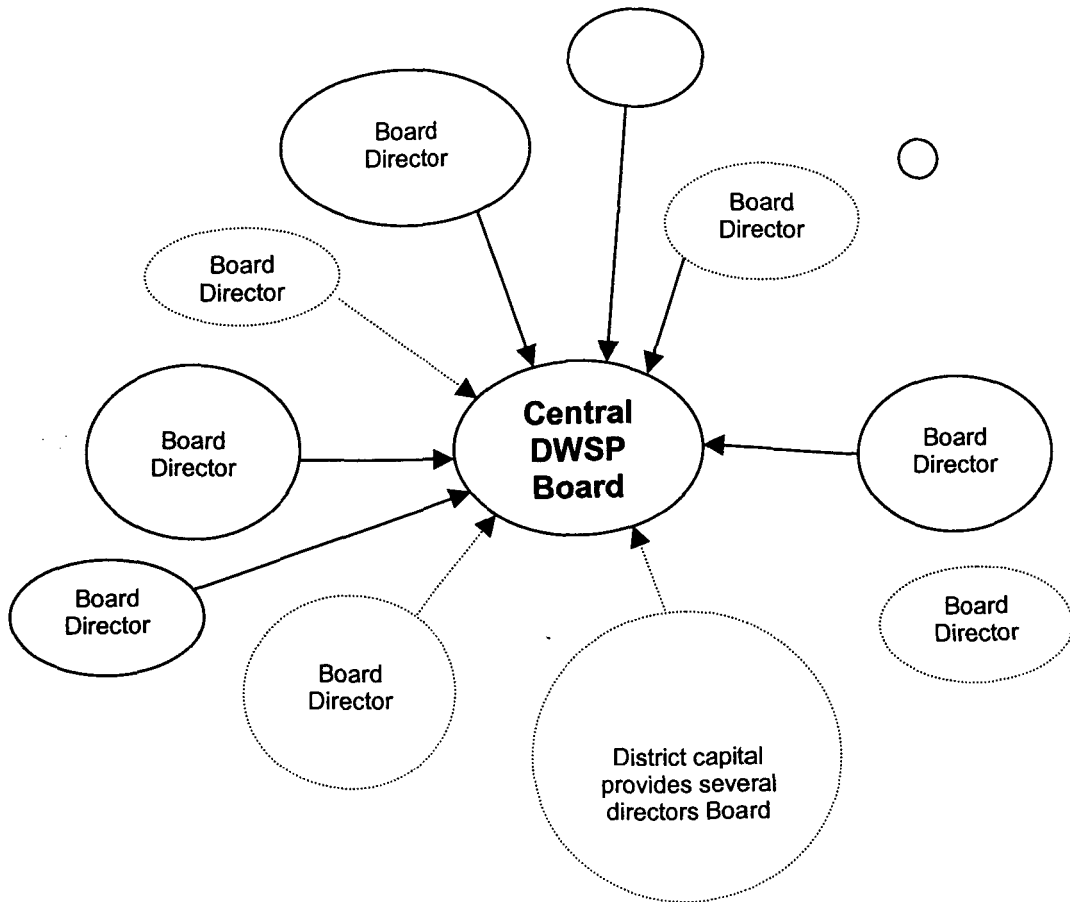 Board
Director
Board
Director
Board
Director
Central
DWSP
Board
Board
Director
Board
Director
Board
Director
Board
Director
Board
Director
District capital
provides several
directors Board